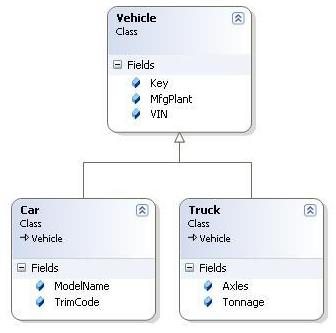 Vehicle
Class
Fields
Key
MfgPlant
VIN
Car
Class
Vehicle
Fields
ModelName
TrimCode
Truck
Class
Vehicle
Fields
Axles
Tonnage